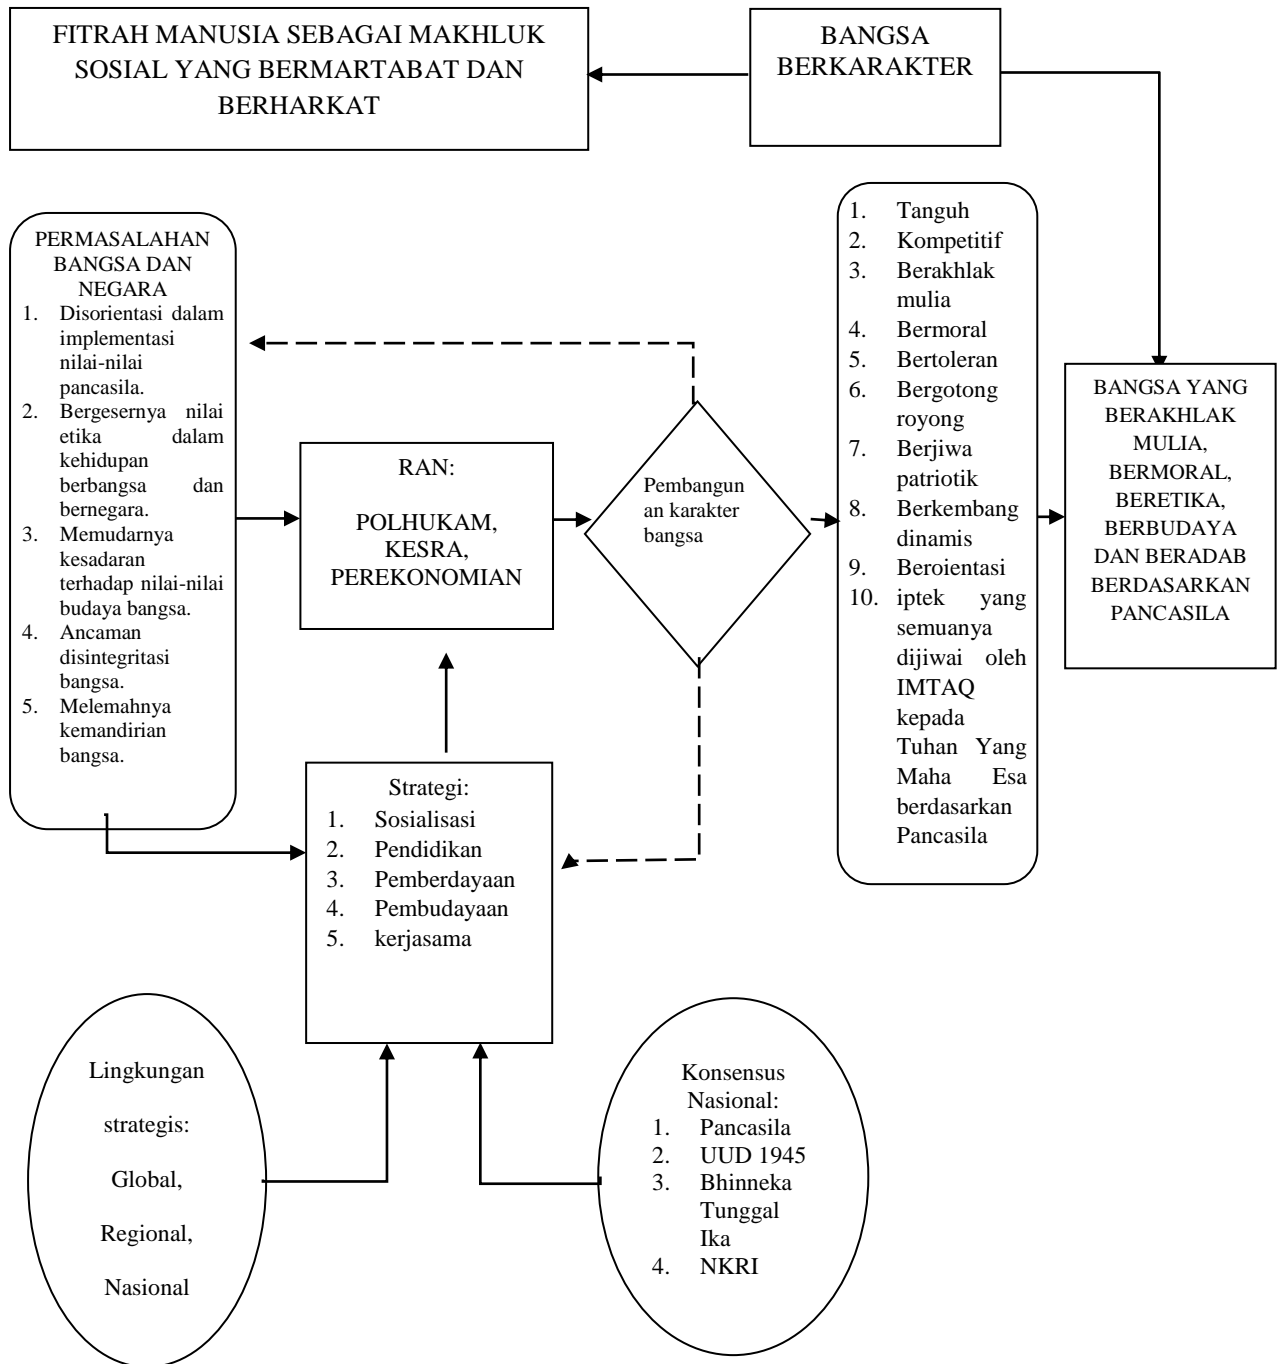 FITRAH MANUSIA SEBAGAI MAKHLUK
SOSIAL YANG BERMARTABAT DAN
BERHARKAT
BANGSA
BERKARAKTER
PERMASALAHAN
BANGSA DAN
NEGARA
1. Disorientasi dalam
implementasi
nilai-nilai
pancasila.
2. Bergesernya nilai
etika dalam
kehidupan
berbangsa dan
bernegara.
3. Memudarnya
kesadaran
terhadap nilai-nilai
budaya bangsa.
4. Ancaman
disintegritasi
bangsa.
5. Melemahnya
kemandirian
bangsa.
RAN:
POLHUKAM,
KESRA,
PEREKONOMIAN
Pembangun
an karakter
bangsa
1. Tanguh
2. Kompetitif
3. Berakhlak
mulia
4. Bermoral
5. Bertoleran
6. Bergotong
royong
7. Berjiwa
patriotik
8. Berkembang
dinamis
9. Beroientasi
10. iptek yang
semuanya
dijiwai oleh
IMTAQ
kepada
Tuhan Yang
Maha Esa
berdasarkan
Pancasila
BANGSA YANG
BERAKHLAK
MULIA,
BERMORAL,
BERETIKA,
BERBUDAYA
DAN BERADAB
BERDASARKAN
PANCASILA
Strategi:
1. Sosialisasi
2. Pendidikan
3. Pemberdayaan
4. Pembudayaan
5. kerjasama
Lingkungan
strategis:
Global,
Regional,
Nasional
Konsensus
Nasional:
1. Pancasila
2. UUD 1945
3. Bhinneka
Tunggal
Ika
4. NKRI